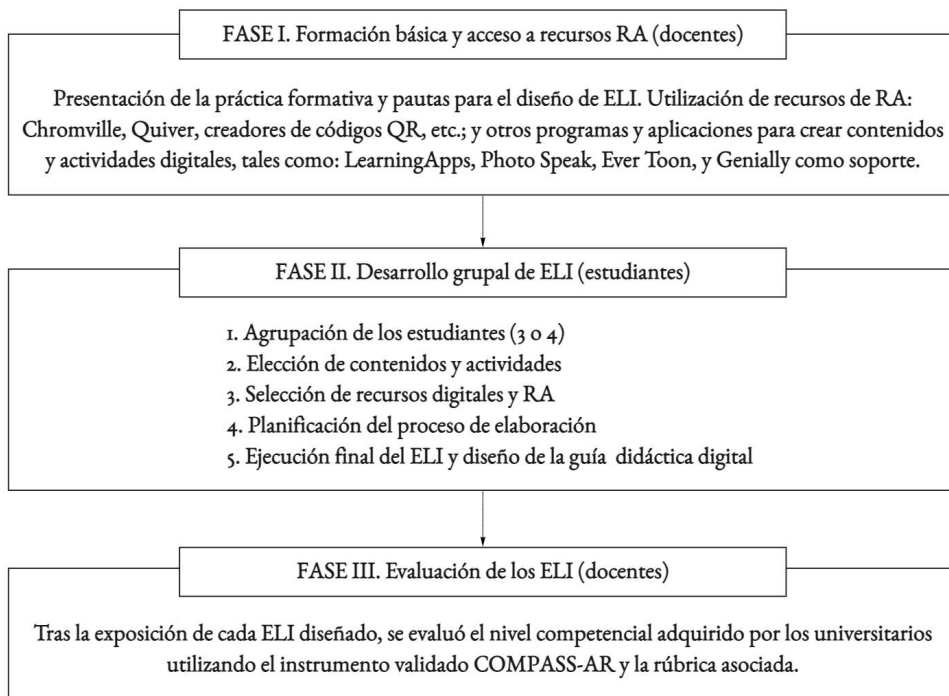 FASE I. Formación básica y acceso a recursos RA (docentes)
Presentación de la práctica formativa y pautas para el diseño de ELI. Utilización de recursos de RA:
Chromville, Quiver, creadores de códigos QR, etc.; y otros programas y aplicaciones para crear contenidos
y actividades digitales, tales como: LearningApps, Photo Speak, Ever Toon, y Genially como soporte.
FASE II. Desarrollo grupal de ELI (estudiantes)
1. Agrupación de los estudiantes (3 o 4)
2. Elección de contenidos y actividades
3. Selección de recursos digitales y RA
4. Planificación del proceso de elaboración
5. Ejecución final del ELI y diseño de la guía didáctica digital
FASE III. Evaluación de los ELI (docentes)
Tras la exposición de cada ELI diseñado, se evaluó el nivel competencial adquirido por los universitarios
utilizando el instrumento validado COMPASS-AR y la rúbrica asociada.